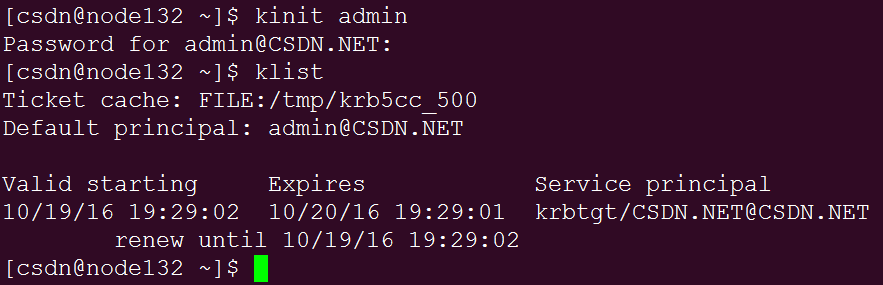 [csdn@node132 ~]$ kinit admin
Password for admin@CSDN.NET:
[csdn@node132 ~]$ klist
Ticket cache: FILE:/tmp/krb5cc_500
Default principal: admin@CSDN.NET
Valid starting     Expires            Service principal
10/19/16 19:29:02  10/20/16 19:29:01  krbtgt/CSDN.NET@CSDN.NET
        renew until 10/19/16 19:29:02
[csdn@node132 ~]$